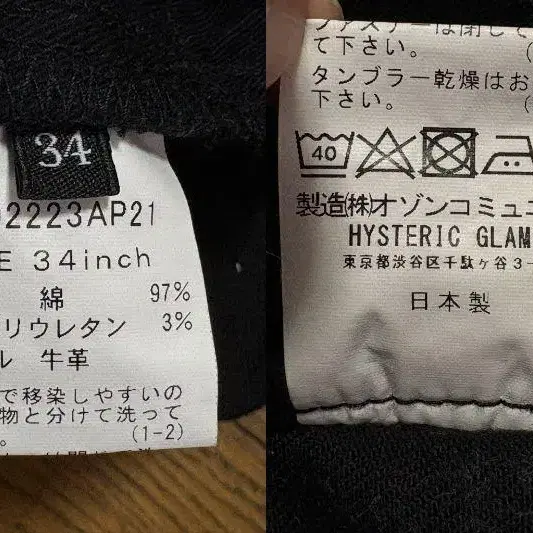 34
2223AP21
E 34inch
綿 97%
リウレタン 3%
ル 牛革
で移染しやすいの
物と分けて洗って
。 (1-2)
ファスナーは閉じて
て下さい。 (
タンブラー乾燥はお
下さい。 (
40
製造(株)オゾンコミュニ
HYSTERIC GLAM
東京都渋谷区千駄ケ谷3-
日本製